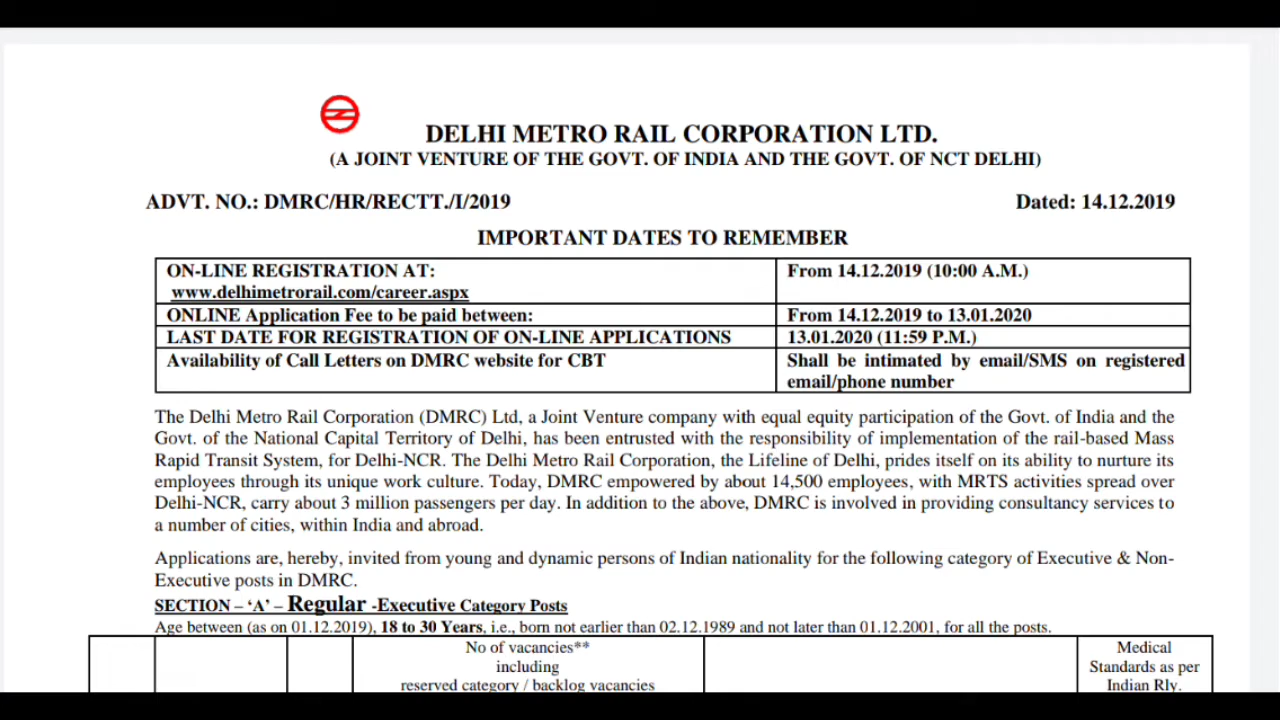 DELHI METRO RAIL CORPORATION LTD.
(A JOINT VENTURE OF THE GOVT. OF INDIA AND THE GOVT. OF NCT DELHI)
ADVT. NO.: DMRC/HR/RECTT./I/2019 Dated: 14.12.2019
IMPORTANT DATES TO REMEMBER
ON-LINE REGISTRATION AT: From 14.12.2019 (10:00 A.M.)
www.delhimetrorail.com/career.aspx
ONLINE Application Fee to be paid between: From 14.12.2019 to 13.01.2020
LAST DATE FOR REGISTRATION OF ON-LINE APPLICATIONS 13.01.2020 (11:59 P.M.)
Availability of Call Letters on DMRC website for CBT Shall be intimated by email/SMS on registered
email/phone number
The Delhi Metro Rail Corporation (DMRC) Ltd, a Joint Venture company with equal equity participation of the Govt. of India and the
Govt. of the National Capital Territory of Delhi, has been entrusted with the responsibility of implementation of the rail-based Mass
Rapid Transit System, for Delhi-NCR. The Delhi Metro Rail Corporation, the Lifeline of Delhi, prides itself on its ability to nurture its
employees through its unique work culture. Today, DMRC empowered by about 14,500 employees, with MRTS activities spread over
Delhi-NCR, carry about 3 million passengers per day. In addition to the above, DMRC is involved in providing consultancy services to
a number of cities, within India and abroad.
Applications are, hereby, invited from young and dynamic persons of Indian nationality for the following category of Executive & Non-
Executive posts in DMRC.
SECTION – ‘A’ – Regular -Executive Category Posts
Age between (as on 01.12.2019), 18 to 30 Years, i.e., born not earlier than 02.12.1989 and not later than 01.12.2001, for all the posts.
No of vacancies** Medical
including Standards as per
reserved category / backlog vacancies Indian Rly.